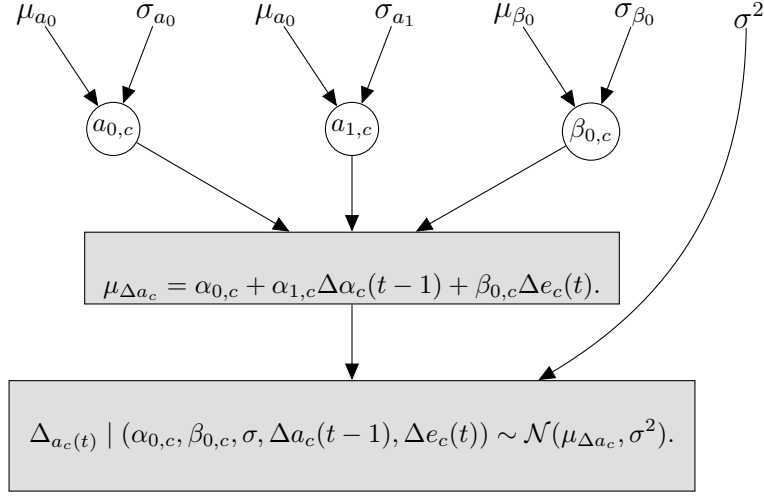 μ_{a_0} σ_{a_0} μ_{a_0} σ_{a_1} μ_{β_0} σ_{β_0} σ^2
a_{0,c} a_{1,c} β_{0,c}
μ_{Δa_c} = α_{0,c} + α_{1,c}Δα_c(t − 1) + β_{0,c}Δe_c(t).
Δ_{a_c(t)} | (α_{0,c}, β_{0,c}, σ, Δa_c(t − 1), Δe_c(t)) ∼ 𝒩(μ_{Δa_c}, σ^2).